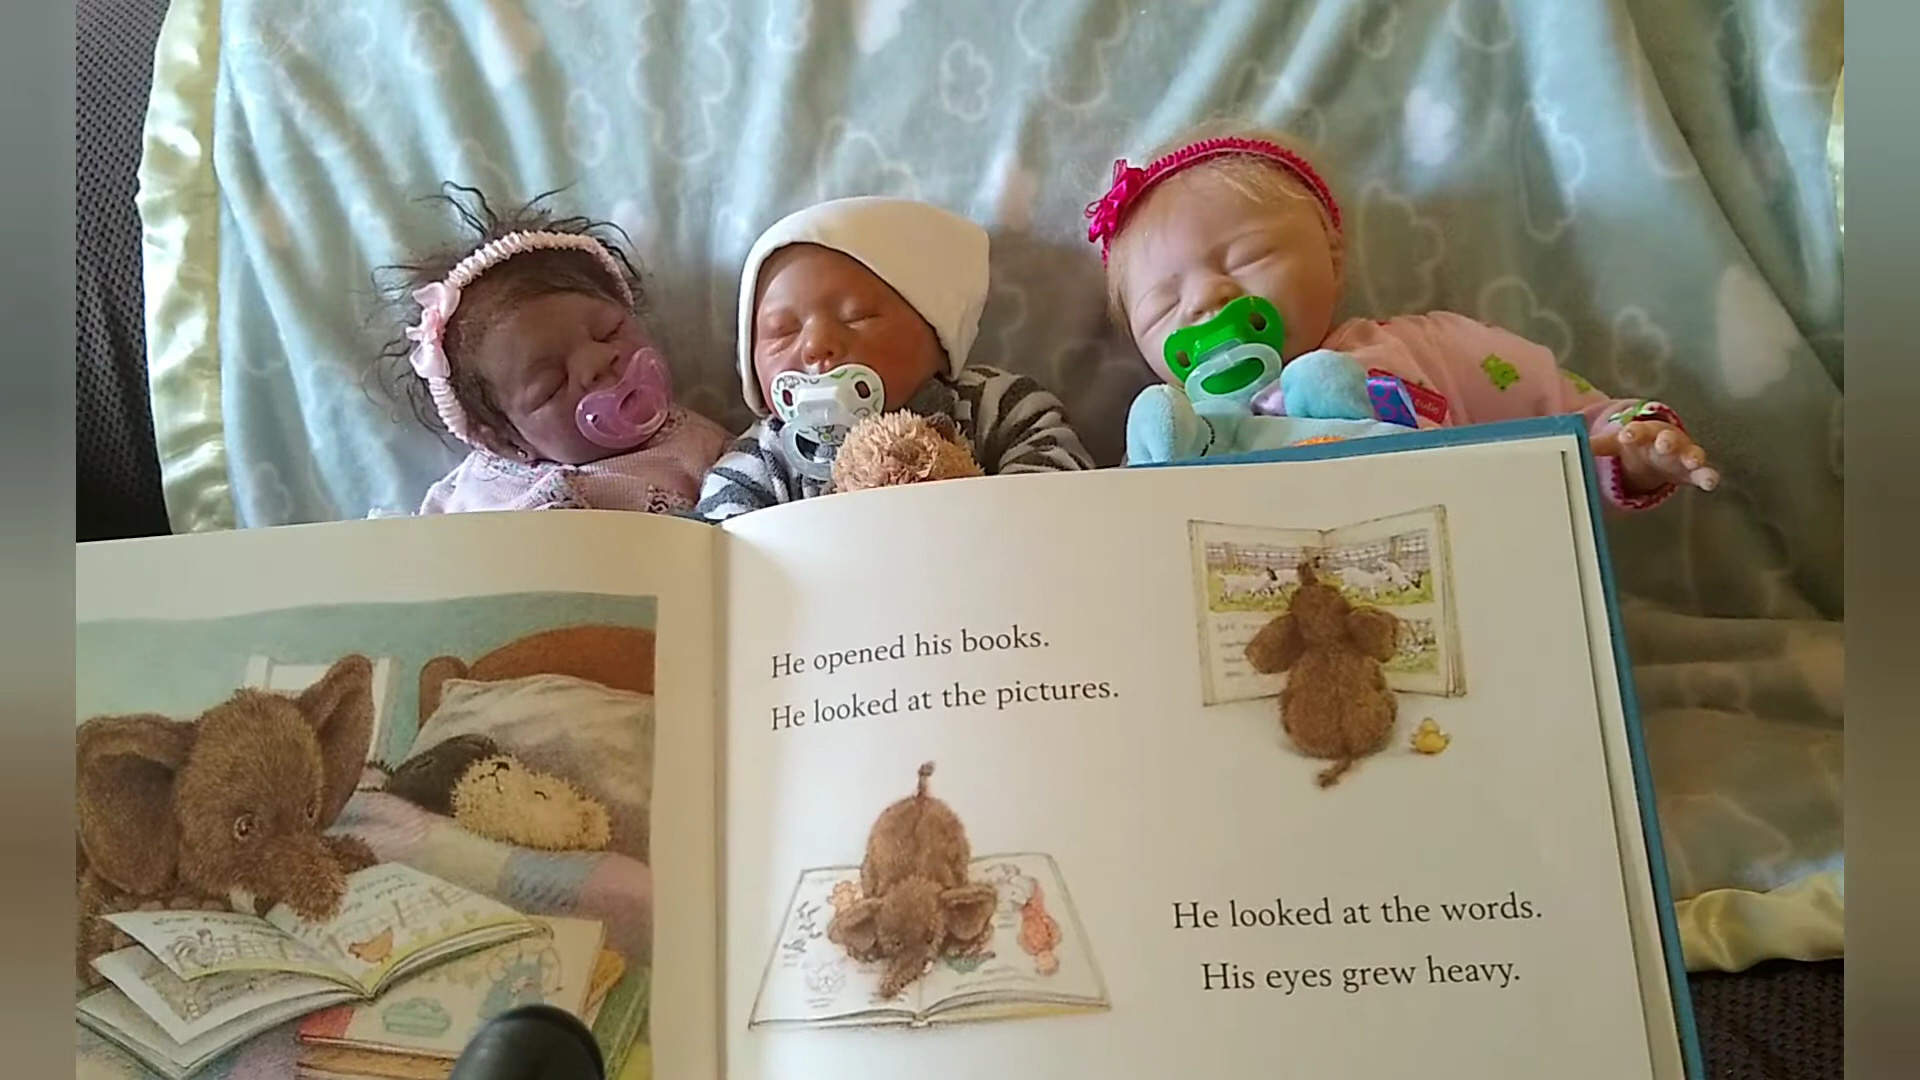 He opened his books.
He looked at the pictures.
He looked at the words.
His eyes grew heavy.